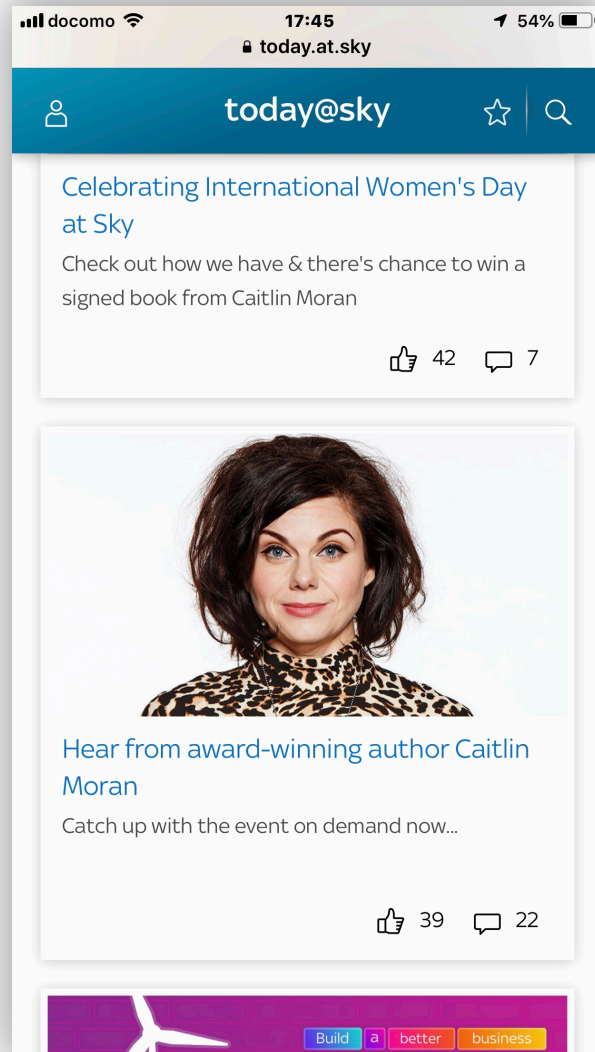 docomo 17:45 54%
today.at.sky
today@sky
Celebrating International Women's Day
at Sky
Check out how we have & there's chance to win a
signed book from Caitlin Moran
42 7
Hear from award-winning author Caitlin
Moran
Catch up with the event on demand now...
39 22
Build a better business